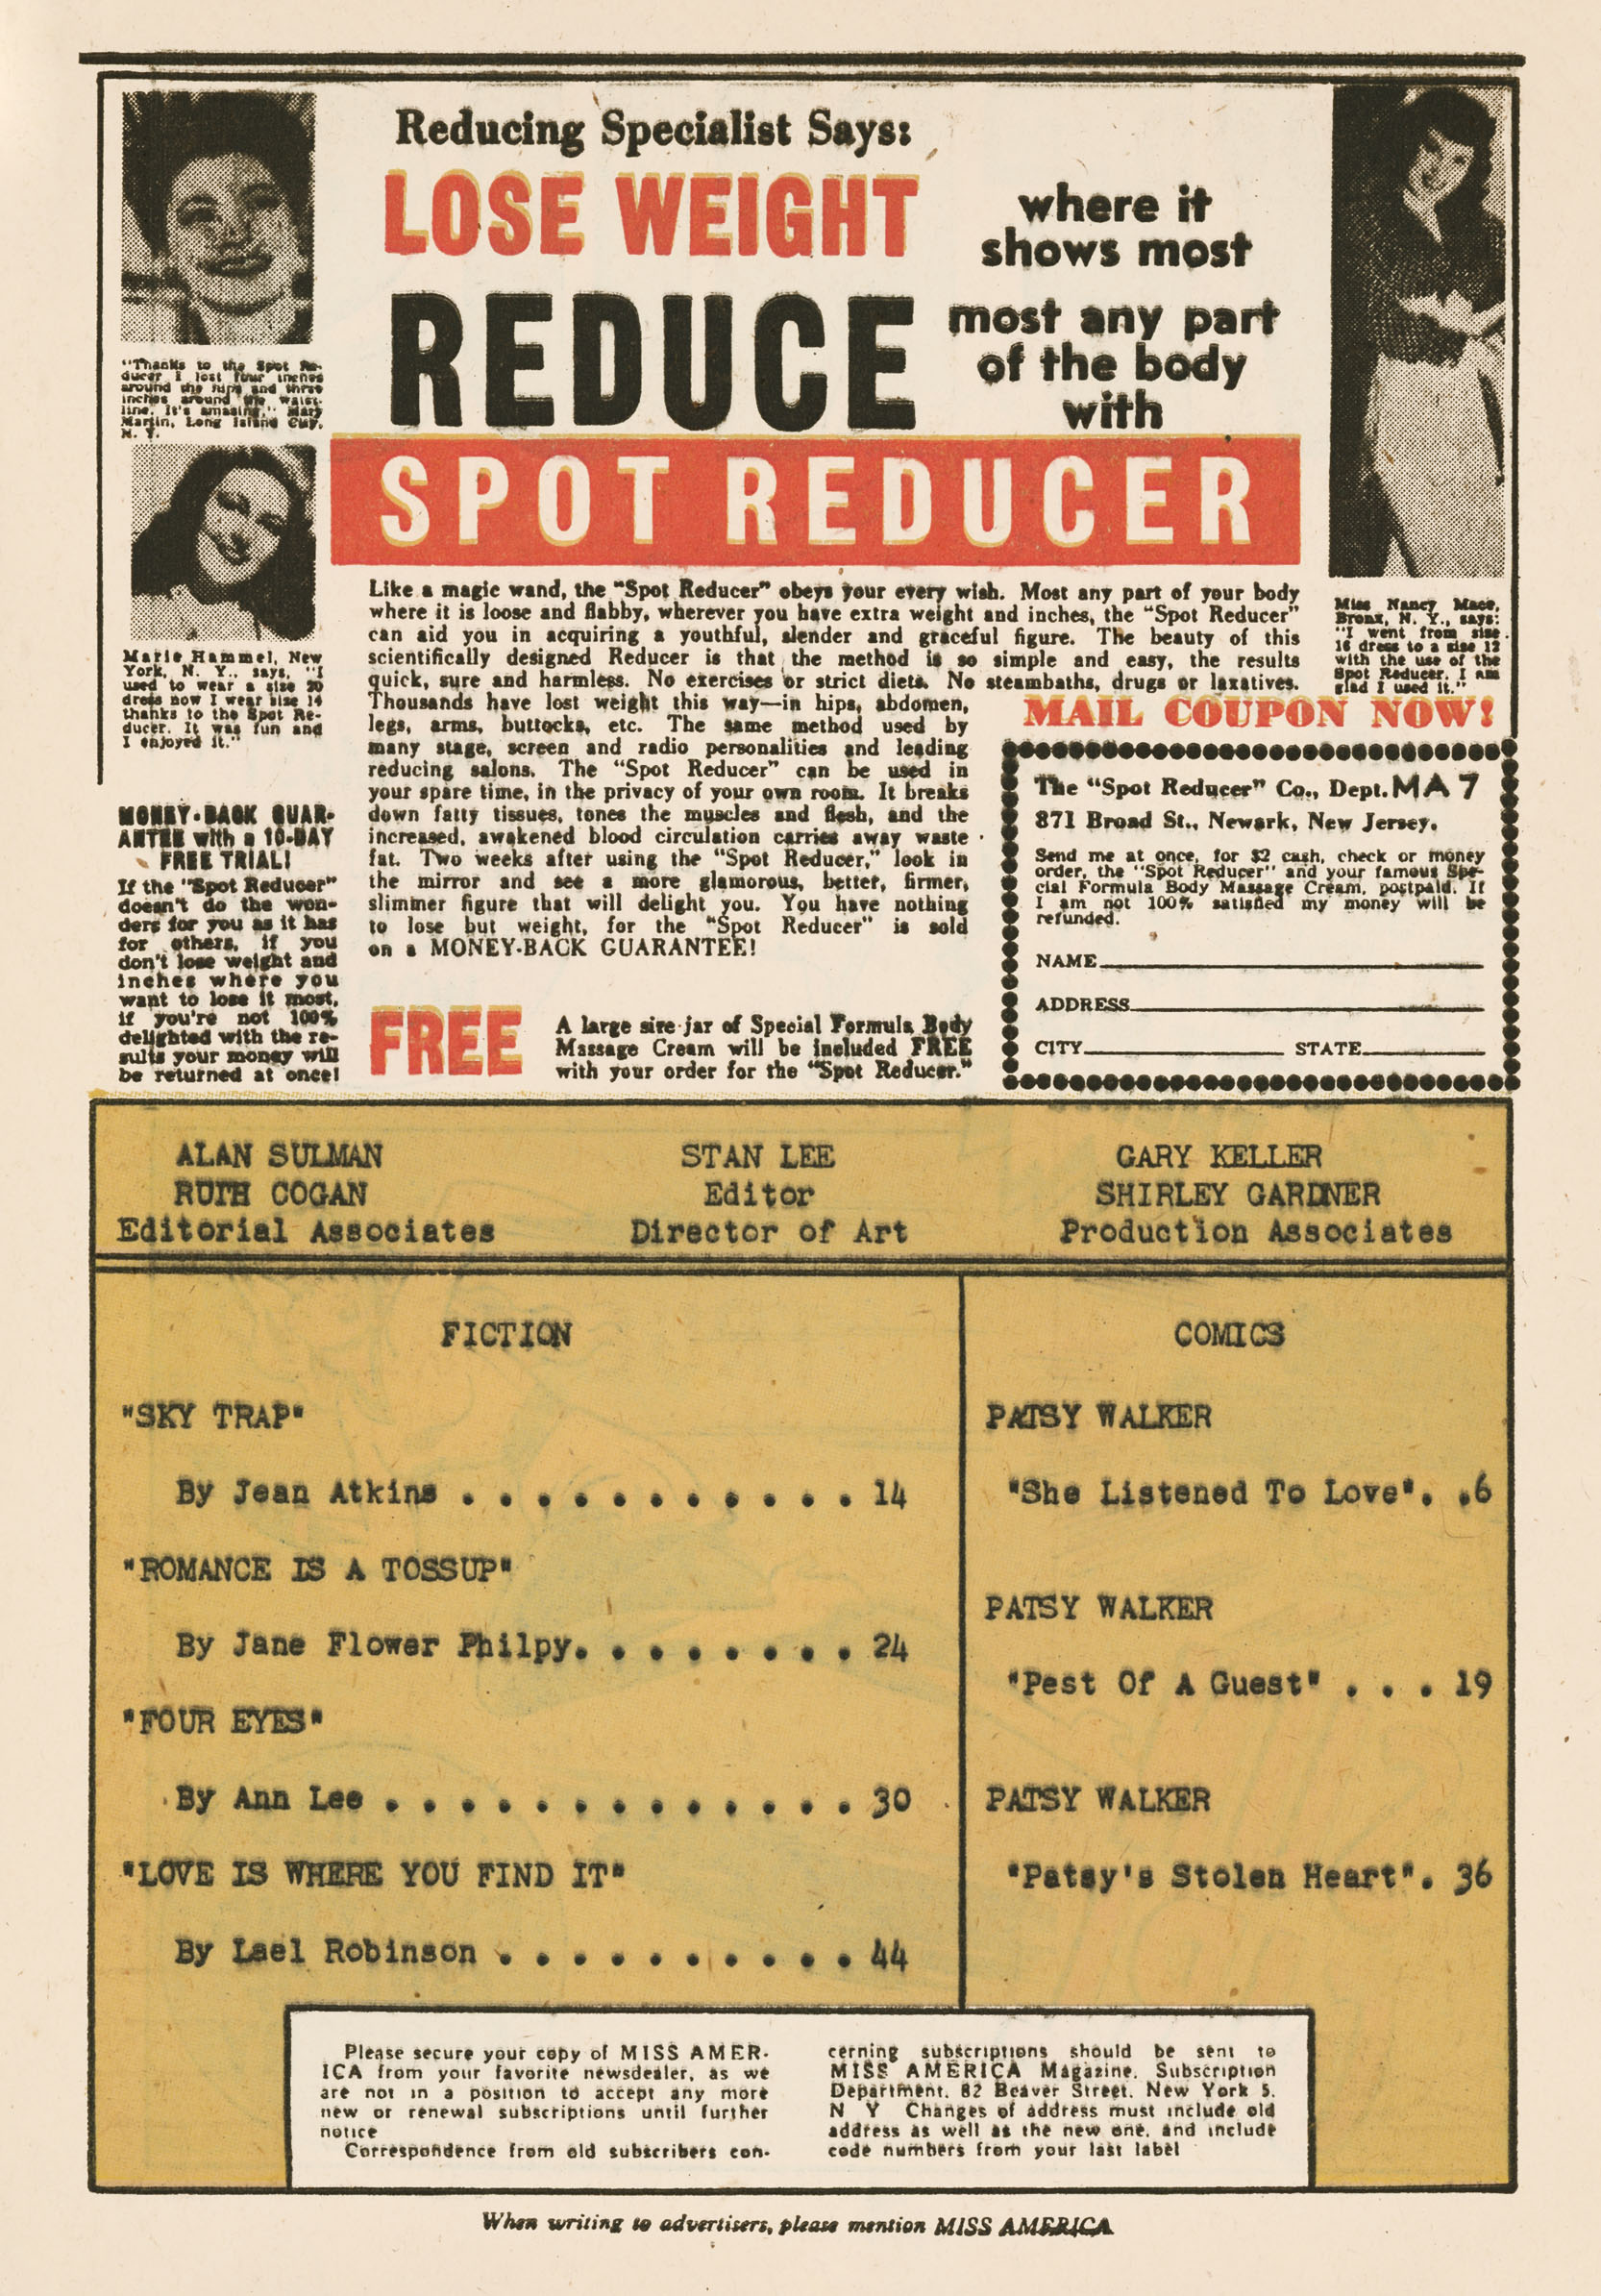 Reducing Specialist Says:
LOSE WEIGHT
where it
shows most
REDUCE
most any part
of the body
with
SPOT REDUCER
"Thanks to the Spot Re-
ducer I lost four inches
around the hips and three
inches around the waist-
line. It's amazing." Mary
Martin, Long Island City,
N. Y.
Marie Hammel, New
York, N. Y., says, "I
used to wear a size 20
dress now I wear size 14
thanks to the Spot Re-
ducer. It was fun and
I enjoyed it."
MONEY-BACK GUAR-
ANTEE with a 10-DAY
FREE TRIAL!
If the "Spot Reducer"
doesn't do the won-
ders for you as it has
for others, if you
don't lose weight and
inches where you
want to lose it most,
if you're not 100%
delighted with the re-
sults your money will
be returned at once!
Like a magic wand, the "Spot Reducer" obeys your every wish. Most any part of your body
where it is loose and flabby, wherever you have extra weight and inches, the "Spot Reducer"
can aid you in acquiring a youthful, slender and graceful figure. The beauty of this
scientifically designed Reducer is that the method is so simple and easy, the results
quick, sure and harmless. No exercises or strict diets. No steambaths, drugs or laxatives.
Thousands have lost weight this way—in hips, abdomen,
legs, arms, buttocks, etc. The same method used by
many stage, screen and radio personalities and leading
reducing salons. The "Spot Reducer" can be used in
your spare time, in the privacy of your own room. It breaks
down fatty tissues, tones the muscles and flesh, and the
increased, awakened blood circulation carries away waste
fat. Two weeks after using the "Spot Reducer," look in
the mirror and see a more glamorous, better, firmer,
slimmer figure that will delight you. You have nothing
to lose but weight, for the "Spot Reducer" is sold
on a MONEY-BACK GUARANTEE!
FREE
A large size jar of Special Formula Body
Massage Cream will be included FREE
with your order for the "Spot Reducer."
Miss Nancy Mace,
Bronx, N. Y., says:
"I went from size
16 dress to a size 12
with the use of the
Spot Reducer. I am
glad I used it."
MAIL COUPON NOW!
The "Spot Reducer" Co., Dept. MA 7
871 Broad St., Newark, New Jersey.
Send me at once, for $2 cash, check or money
order, the "Spot Reducer" and your famous Spe-
cial Formula Body Massage Cream, postpaid. If
I am not 100% satisfied my money will be
refunded.
NAME
ADDRESS
CITY STATE
ALAN SULMAN
RUTH COGAN
Editorial Associates
STAN LEE
Editor
Director of Art
GARY KELLER
SHIRLEY GARDNER
Production Associates
FICTION
"SKY TRAP"
By Jean Atkins . . . . . . . . . . . 14
"ROMANCE IS A TOSSUP"
By Jane Flower Philpy. . . . . . . . 24
"FOUR EYES"
By Ann Lee . . . . . . . . . . . . . 30
"LOVE IS WHERE YOU FIND IT"
By Lael Robinson . . . . . . . . . . 44
COMICS
PATSY WALKER
"She Listened To Love". .6
PATSY WALKER
"Pest Of A Guest" . . . 19
PATSY WALKER
"Patsy's Stolen Heart". 36
Please secure your copy of MISS AMER-
ICA from your favorite newsdealer, as we
are not in a position to accept any more
new or renewal subscriptions until further
notice
Correspondence from old subscribers con-
cerning subscriptions should be sent to
MISS AMERICA Magazine. Subscription
Department. 82 Beaver Street. New York 5.
N Y Changes of address must include old
address as well as the new one. and include
code numbers from your last label
When writing to advertisers, please mention MISS AMERICA